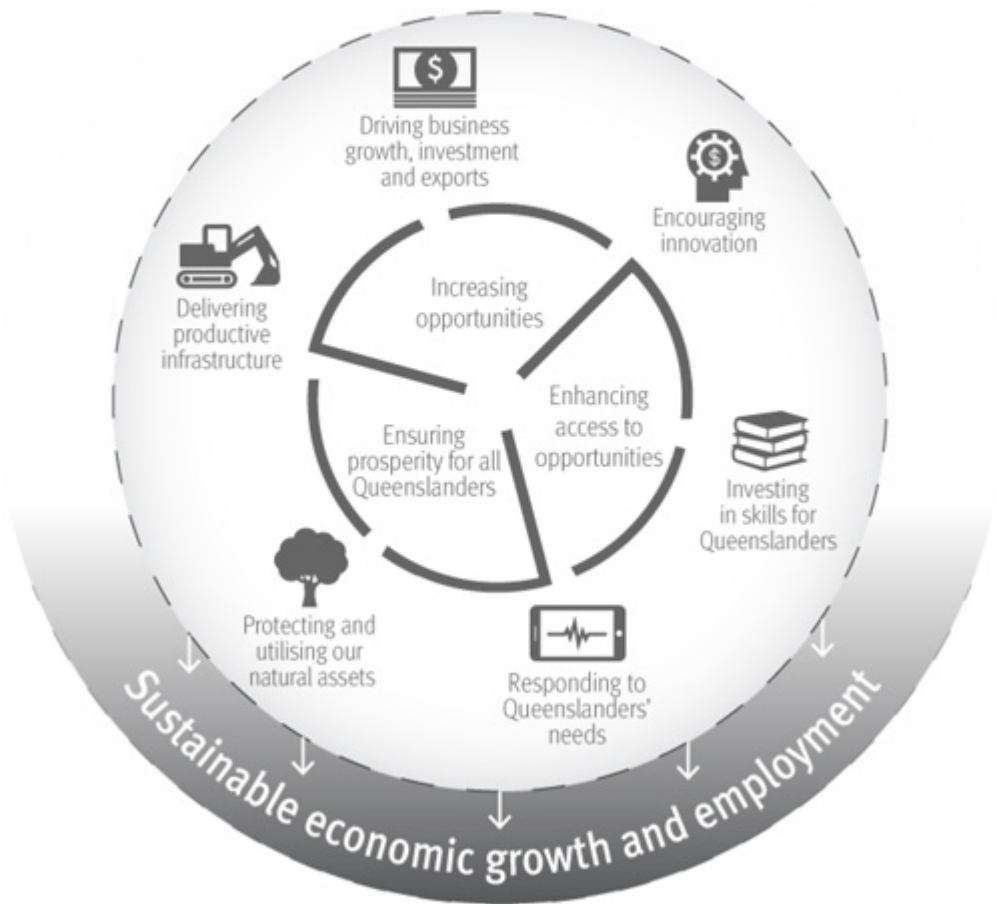 $
Driving business
growth, investment
and exports
$
Encouraging
innovation
Delivering
productive
infrastructure
Increasing
opportunities
Enhancing
access to
opportunities
Ensuring
prosperity for all
Queenslanders
Investing
in skills for
Queenslanders
Protecting and
utilising our
natural assets
Responding to
Queenslanders’
needs
Sustainable economic growth and employment